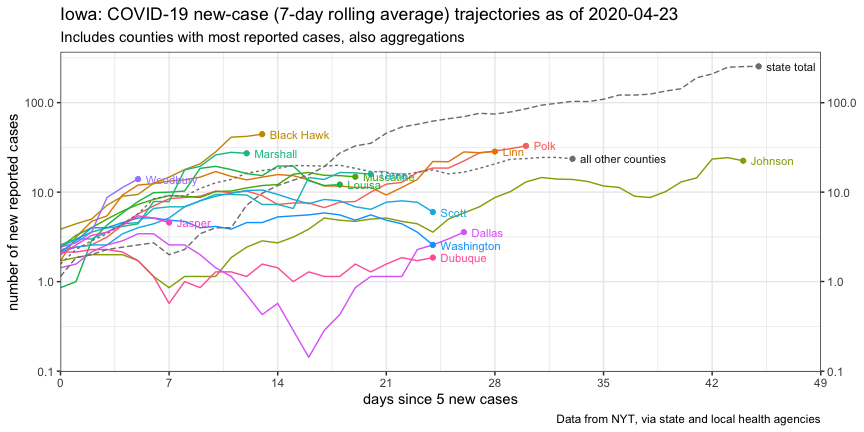 Iowa: COVID-19 new-case (7-day rolling average) trajectories as of 2020-04-23
Includes counties with most reported cases, also aggregations
number of new reported cases
100.0
10.0
1.0
0.1
100.0
10.0
1.0
0.1
state total
Black Hawk
Polk
Linn
Marshall
all other counties
Johnson
Woodbury
Muscatine
Louisa
Jasper
Scott
Dallas
Washington
Dubuque
0 7 14 21 28 35 42 49
days since 5 new cases
Data from NYT, via state and local health agencies